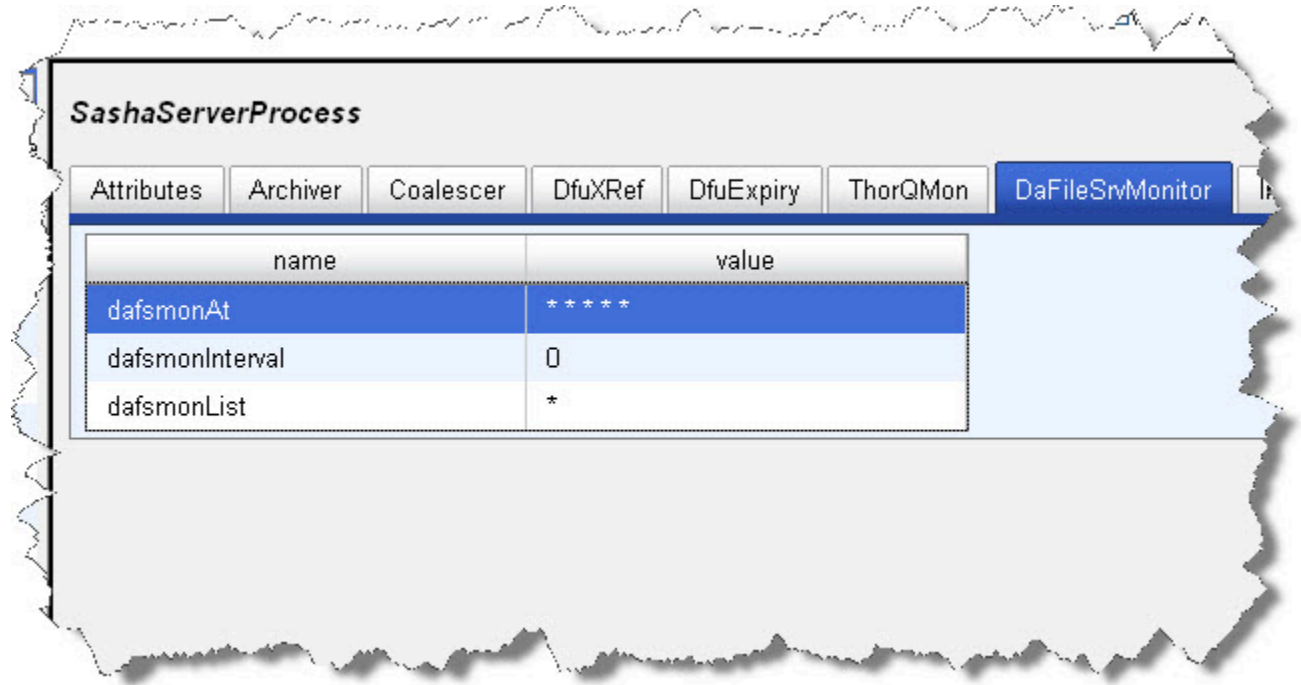 SashaServerProcess
Attributes Archiver Coalescer DfuXRef DfuExpiry ThorQMon DaFileSrvMonitor
name value
dafsmonAt * * * * *
dafsmonInterval 0
dafsmonList *